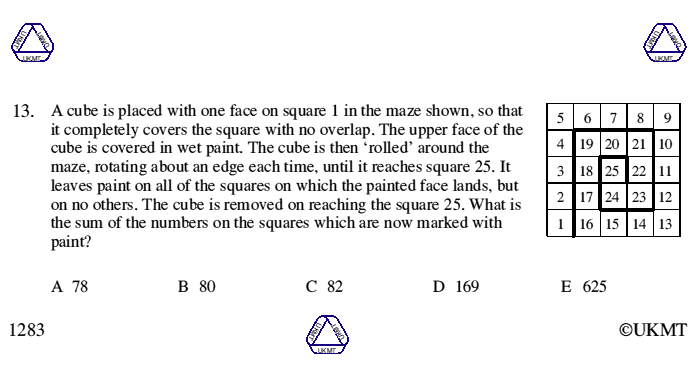 UKMT UKMT UKMT
UKMT UKMT UKMT
13. A cube is placed with one face on square 1 in the maze shown, so that
it completely covers the square with no overlap. The upper face of the
cube is covered in wet paint. The cube is then ‘rolled’ around the
maze, rotating about an edge each time, until it reaches square 25. It
leaves paint on all of the squares on which the painted face lands, but
on no others. The cube is removed on reaching the square 25. What is
the sum of the numbers on the squares which are now marked with
paint?
5 6 7 8 9
4 19 20 21 10
3 18 25 22 11
2 17 24 23 12
1 16 15 14 13
A 78 B 80 C 82 D 169 E 625
1283
UKMT UKMT UKMT
©UKMT